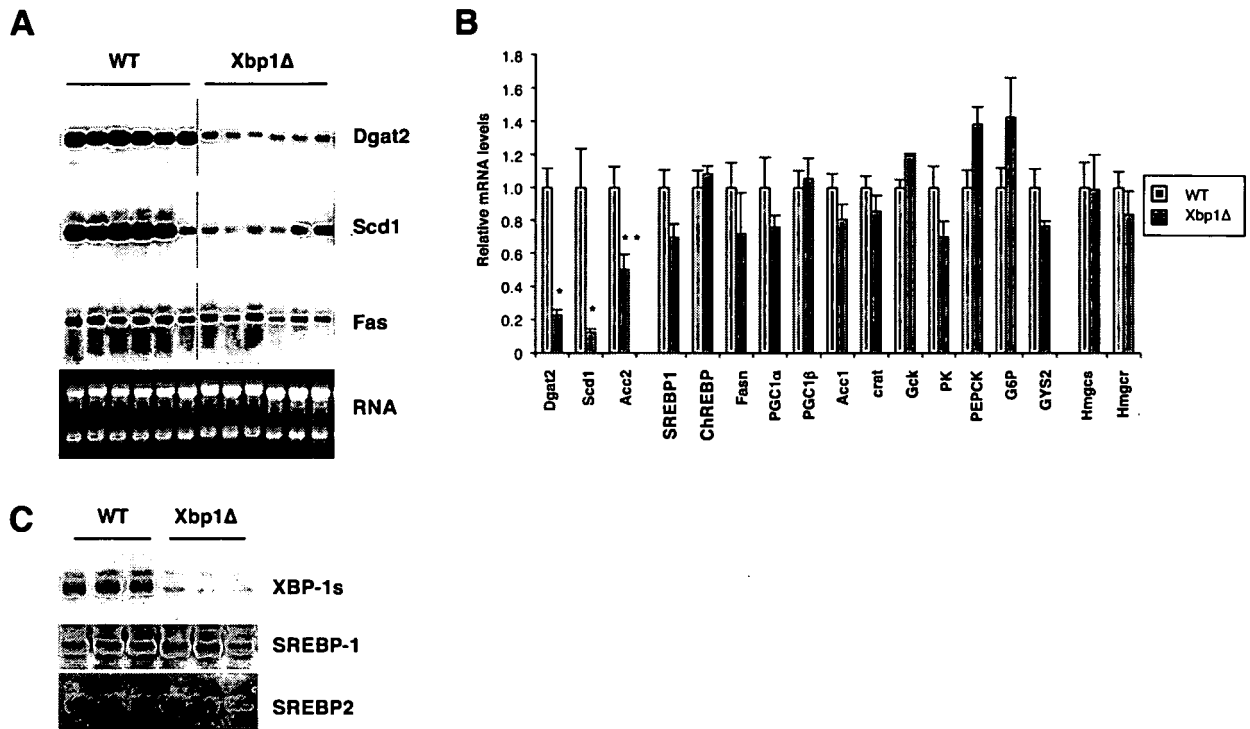 A
WT
Xbp1Δ
Dgat2
Scd1
Fas
RNA
B
Relative mRNA levels
1.8
1.6
1.4
1.2
1.0
0.8
0.6
0.4
0.2
0
*
*
* *
Dgat2
Scd1
Acc2
SREBP1
ChREBP
Fasn
PGC1α
PGC1β
Acc1
crat
Gck
PK
PEPCK
G6P
GYS2
Hmgcs
Hmgcr
WT
Xbp1Δ
C
WT
Xbp1Δ
XBP-1s
SREBP-1
SREBP2